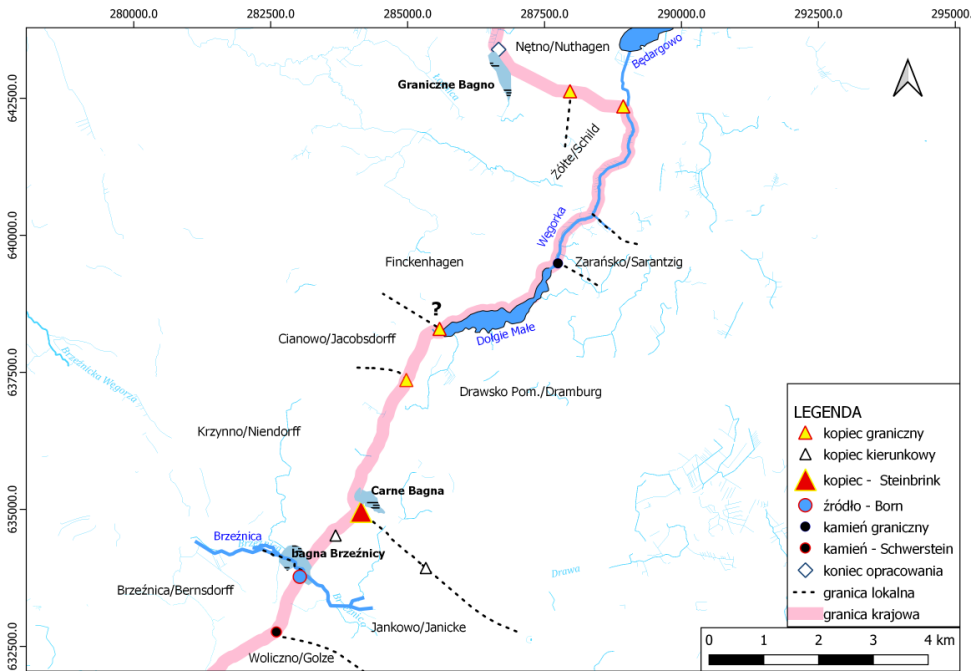 280000.0 282500.0 285000.0 287500.0 290000.0 292500.0 295000.0
Nętno/Nuthagen
Będargowo
Graniczne Bagno
642500.0
Żółte/Schild
640000.0
Węgorka
Finckenhagen
Zarańsko/Sarantzig
?
Cianowo/Jacobsdorff
Dołgie Małe
637500.0
Brzeźnicka Węgorza
Drawsko Pom./Dramburg
Krzynno/Niendorff
Carne Bagna
635000.0
Brzeźnica
bagna Brzeźnicy
Drawa
Brzeźnica/Bernsdorff
Brzeźnica
Jankowo/Janicke
632500.0
Woliczno/Golze
LEGENDA
kopiec graniczny
kopiec kierunkowy
kopiec - Steinbrink
źródło - Born
kamień graniczny
kamień - Schwerstein
koniec opracowania
granica lokalna
granica krajowa
0 1 2 3 4 km